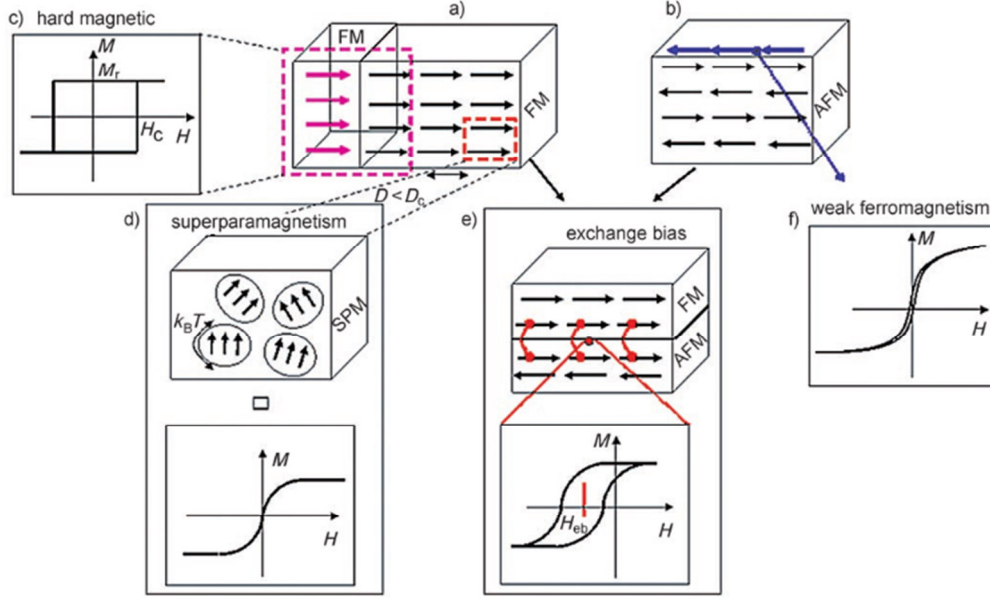 c) hard magnetic
M
Mr
HC
H
a)
FM
FM
D < Dc
b)
AFM
d)
superparamagnetism
kBT
SPM
M
H
e)
exchange bias
FM
AFM
M
Heb
H
weak ferromagnetism
f)
M
H